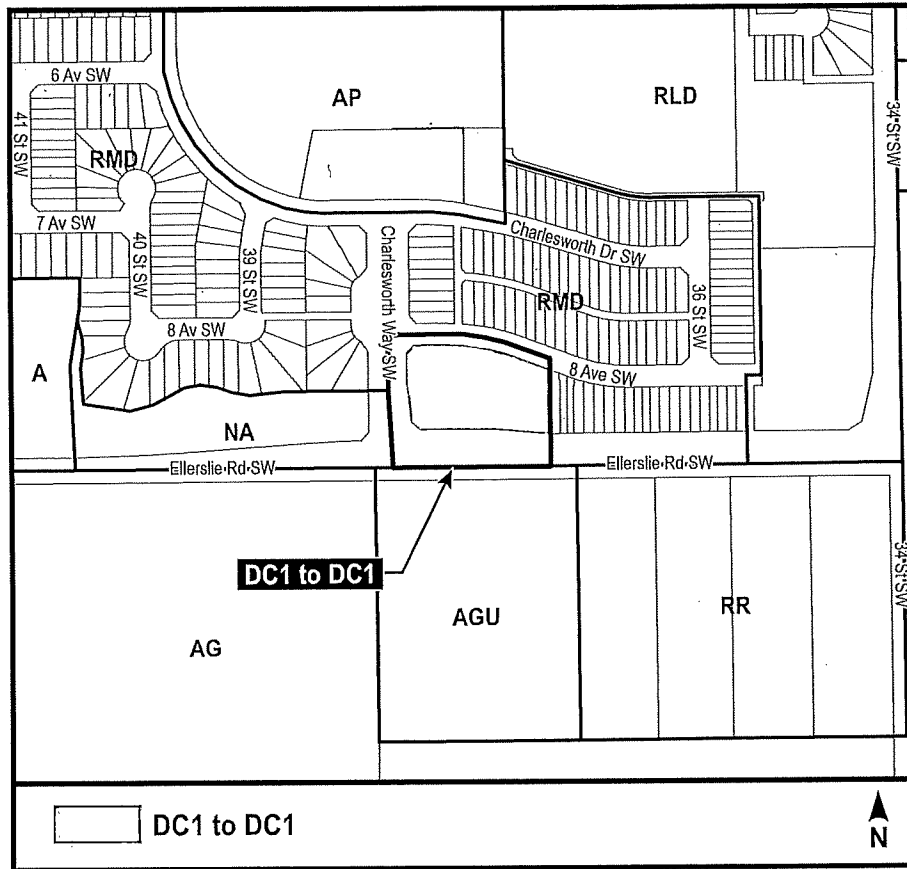 6 Av SW
AP
RLD
34 St SW
41 St SW
RMD
7 Av SW
40 St SW
39 St SW
Charlesworth Way SW
Charlesworth Dr SW
36 St SW
RMD
8 Av SW
8 Ave SW
A
NA
Ellerslie Rd SW
Ellerslie Rd SW
DC1 to DC1
34 St SW
AG
AGU
RR
DC1 to DC1
N